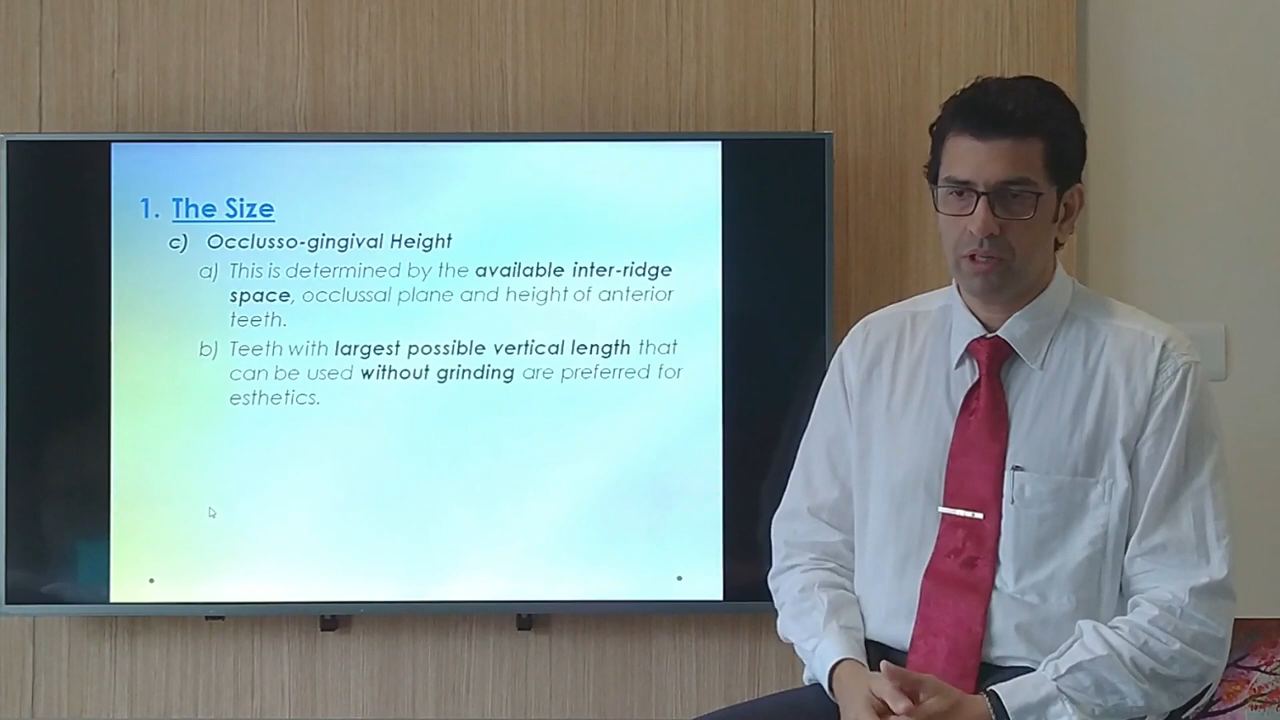 1. The Size
c) Occlusso-gingival Height
a) This is determined by the available inter-ridge
space, occlussal plane and height of anterior
teeth.
b) Teeth with largest possible vertical length that
can be used without grinding are preferred for
esthetics.